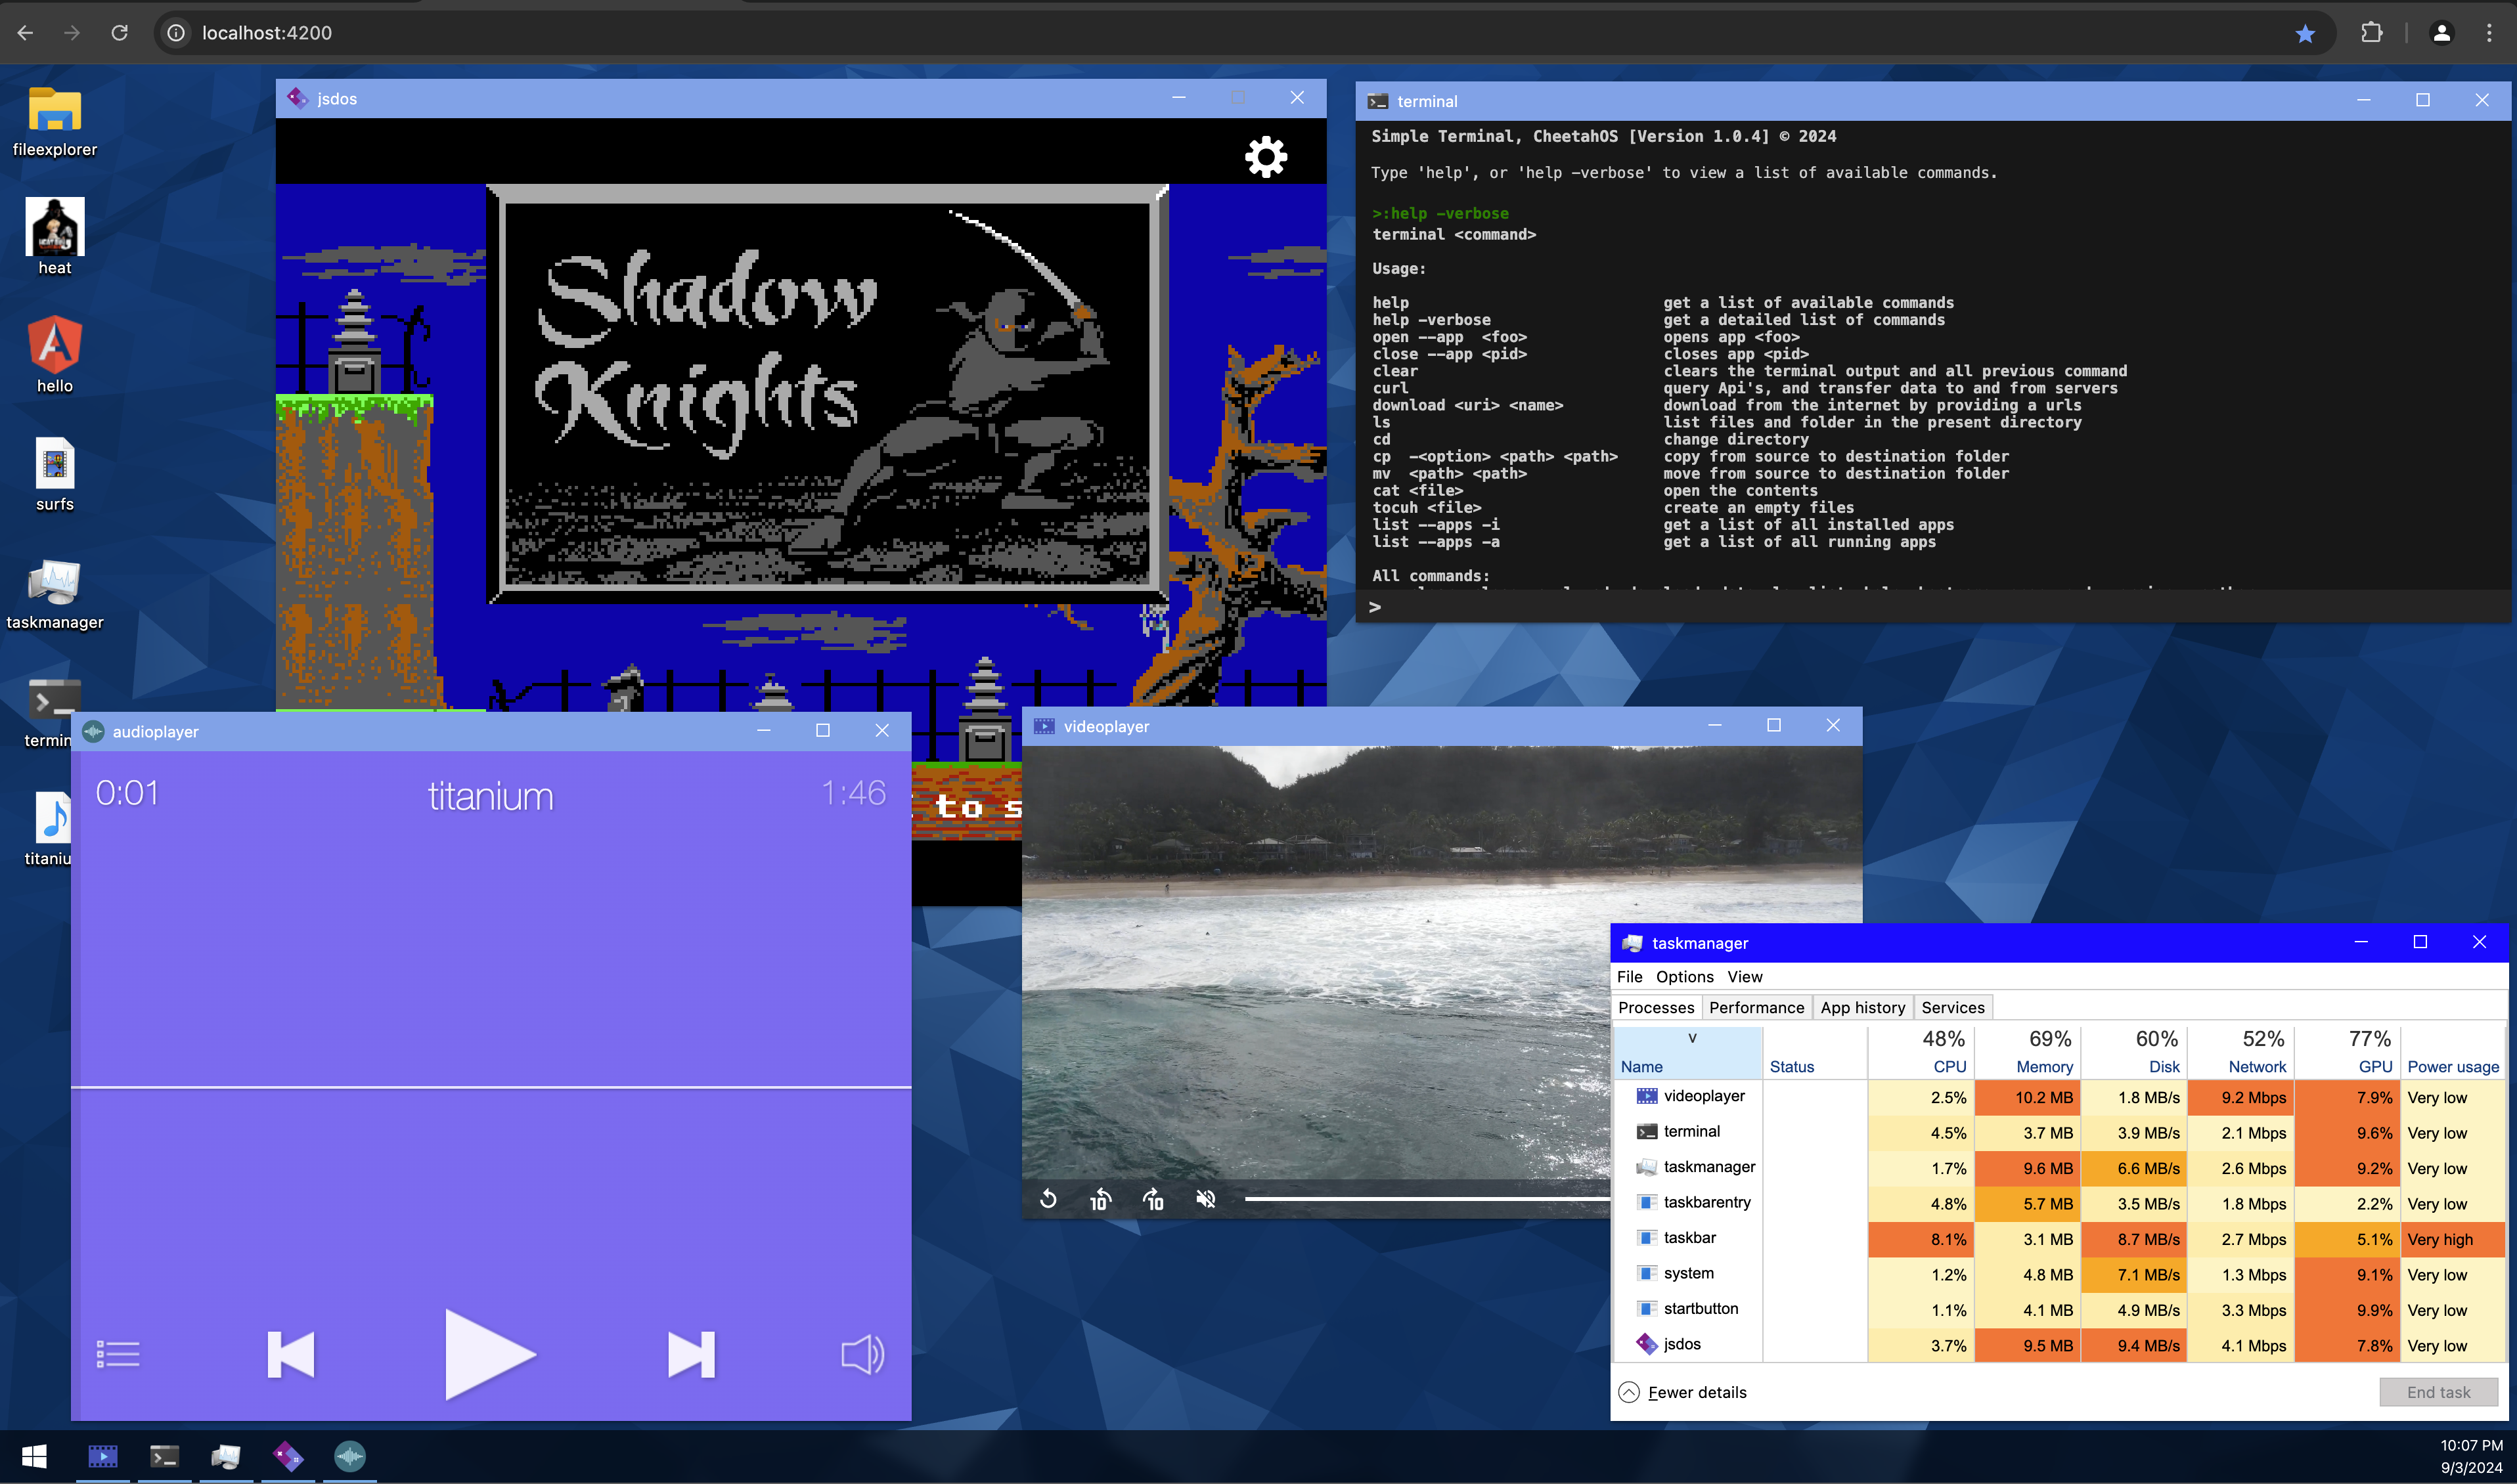 localhost:4200
fileexplorer
heat
hello
surfs
taskmanager
termin
titaniu
jsdos
Shadow
Knights
to s
terminal
Simple Terminal, CheetahOS [Version 1.0.4] © 2024
Type 'help', or 'help -verbose' to view a list of available commands.
>:help -verbose
terminal <command>
Usage:
help get a list of available commands
help -verbose get a detailed list of commands
open --app <foo> opens app <foo>
close --app <pid> closes app <pid>
clear clears the terminal output and all previous command
curl query Api's, and transfer data to and from servers
download <uri> <name> download from the internet by providing a urls
ls list files and folder in the present directory
cd change directory
cp -<option> <path> <path> copy from source to destination folder
mv <path> <path> move from source to destination folder
cat <file> open the contents
tocuh <file> create an empty files
list --apps -i get a list of all installed apps
list --apps -a get a list of all running apps
All commands:
>
audioplayer
0:01 titanium 1:46
videoplayer
10 10
taskmanager
File Options View
Processes Performance App history Services
v 48% 69% 60% 52% 77%
Name Status CPU Memory Disk Network GPU Power usage
videoplayer 2.5% 10.2 MB 1.8 MB/s 9.2 Mbps 7.9% Very low
terminal 4.5% 3.7 MB 3.9 MB/s 2.1 Mbps 9.6% Very low
taskmanager 1.7% 9.6 MB 6.6 MB/s 2.6 Mbps 9.2% Very low
taskbarentry 4.8% 5.7 MB 3.5 MB/s 1.8 Mbps 2.2% Very low
taskbar 8.1% 3.1 MB 8.7 MB/s 2.7 Mbps 5.1% Very high
system 1.2% 4.8 MB 7.1 MB/s 1.3 Mbps 9.1% Very low
startbutton 1.1% 4.1 MB 4.9 MB/s 3.3 Mbps 9.9% Very low
jsdos 3.7% 9.5 MB 9.4 MB/s 4.1 Mbps 7.8% Very low
Fewer details End task
10:07 PM
9/3/2024